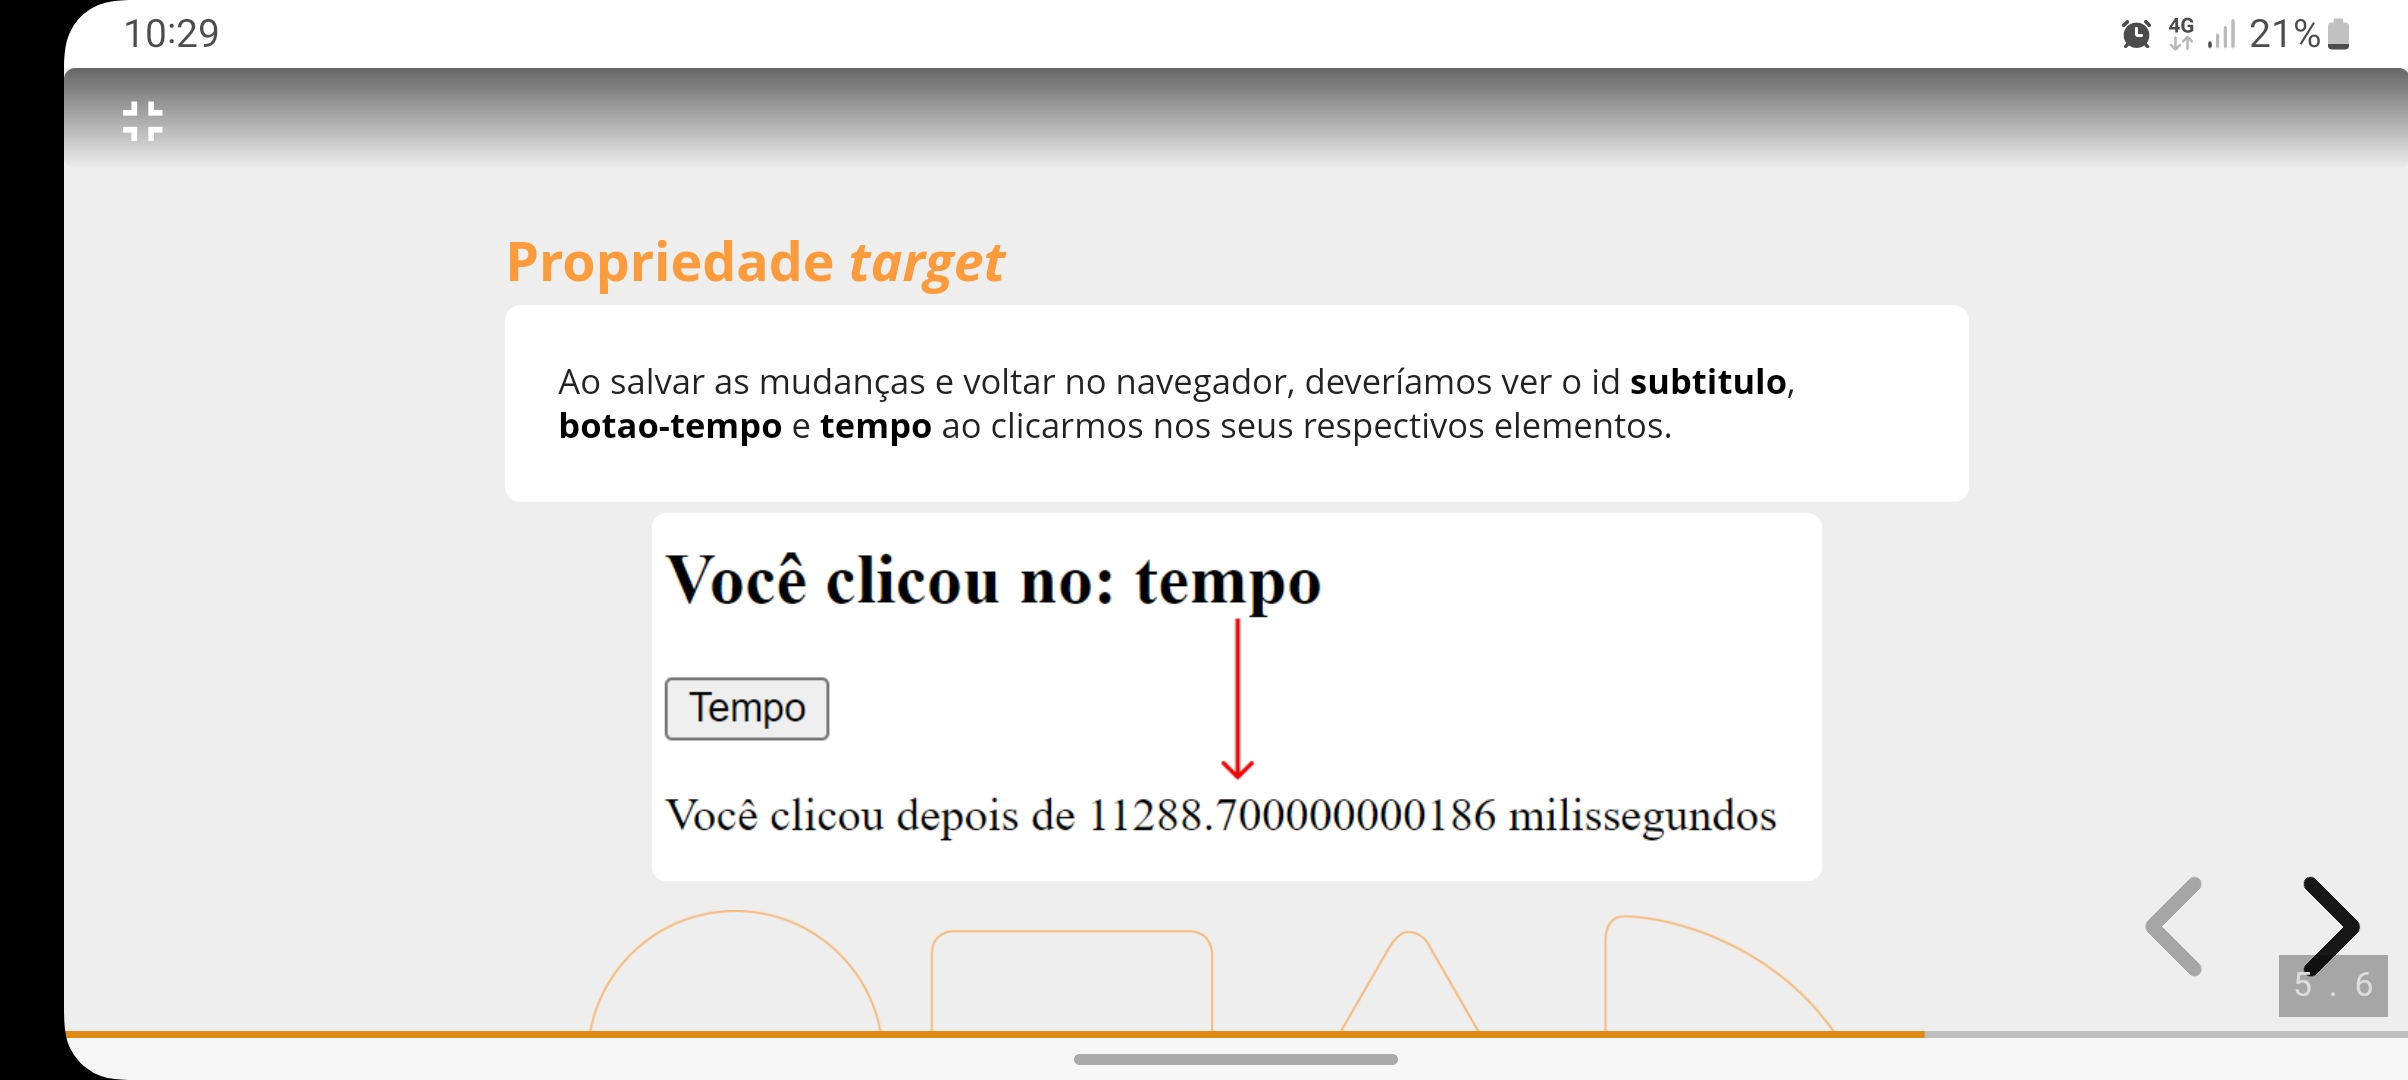 10:29
4G
21%
Propriedade target
Ao salvar as mudanças e voltar no navegador, deveríamos ver o id subtitulo,
botao-tempo e tempo ao clicarmos nos seus respectivos elementos.
Você clicou no: tempo
Tempo
Você clicou depois de 11288.700000000186 milissegundos
5 . 6